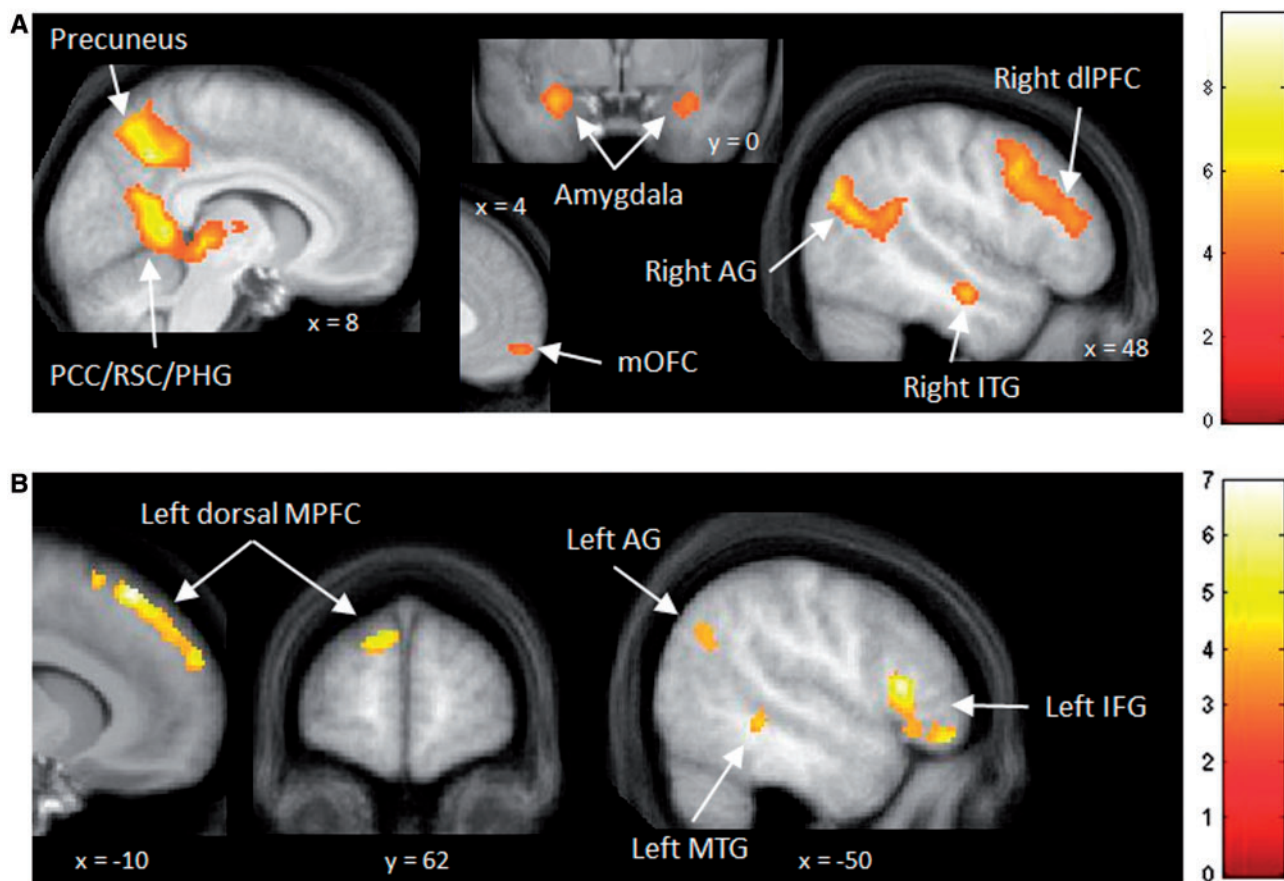 A
Precuneus
PCC/RSC/PHG
x = 8
y = 0
Amygdala
x = 4
mOFC
Right dlPFC
Right AG
Right ITG
x = 48
8
6
4
2
0
B
Left dorsal MPFC
x = -10
y = 62
Left AG
Left IFG
Left MTG
x = -50
7
6
5
4
3
2
1
0